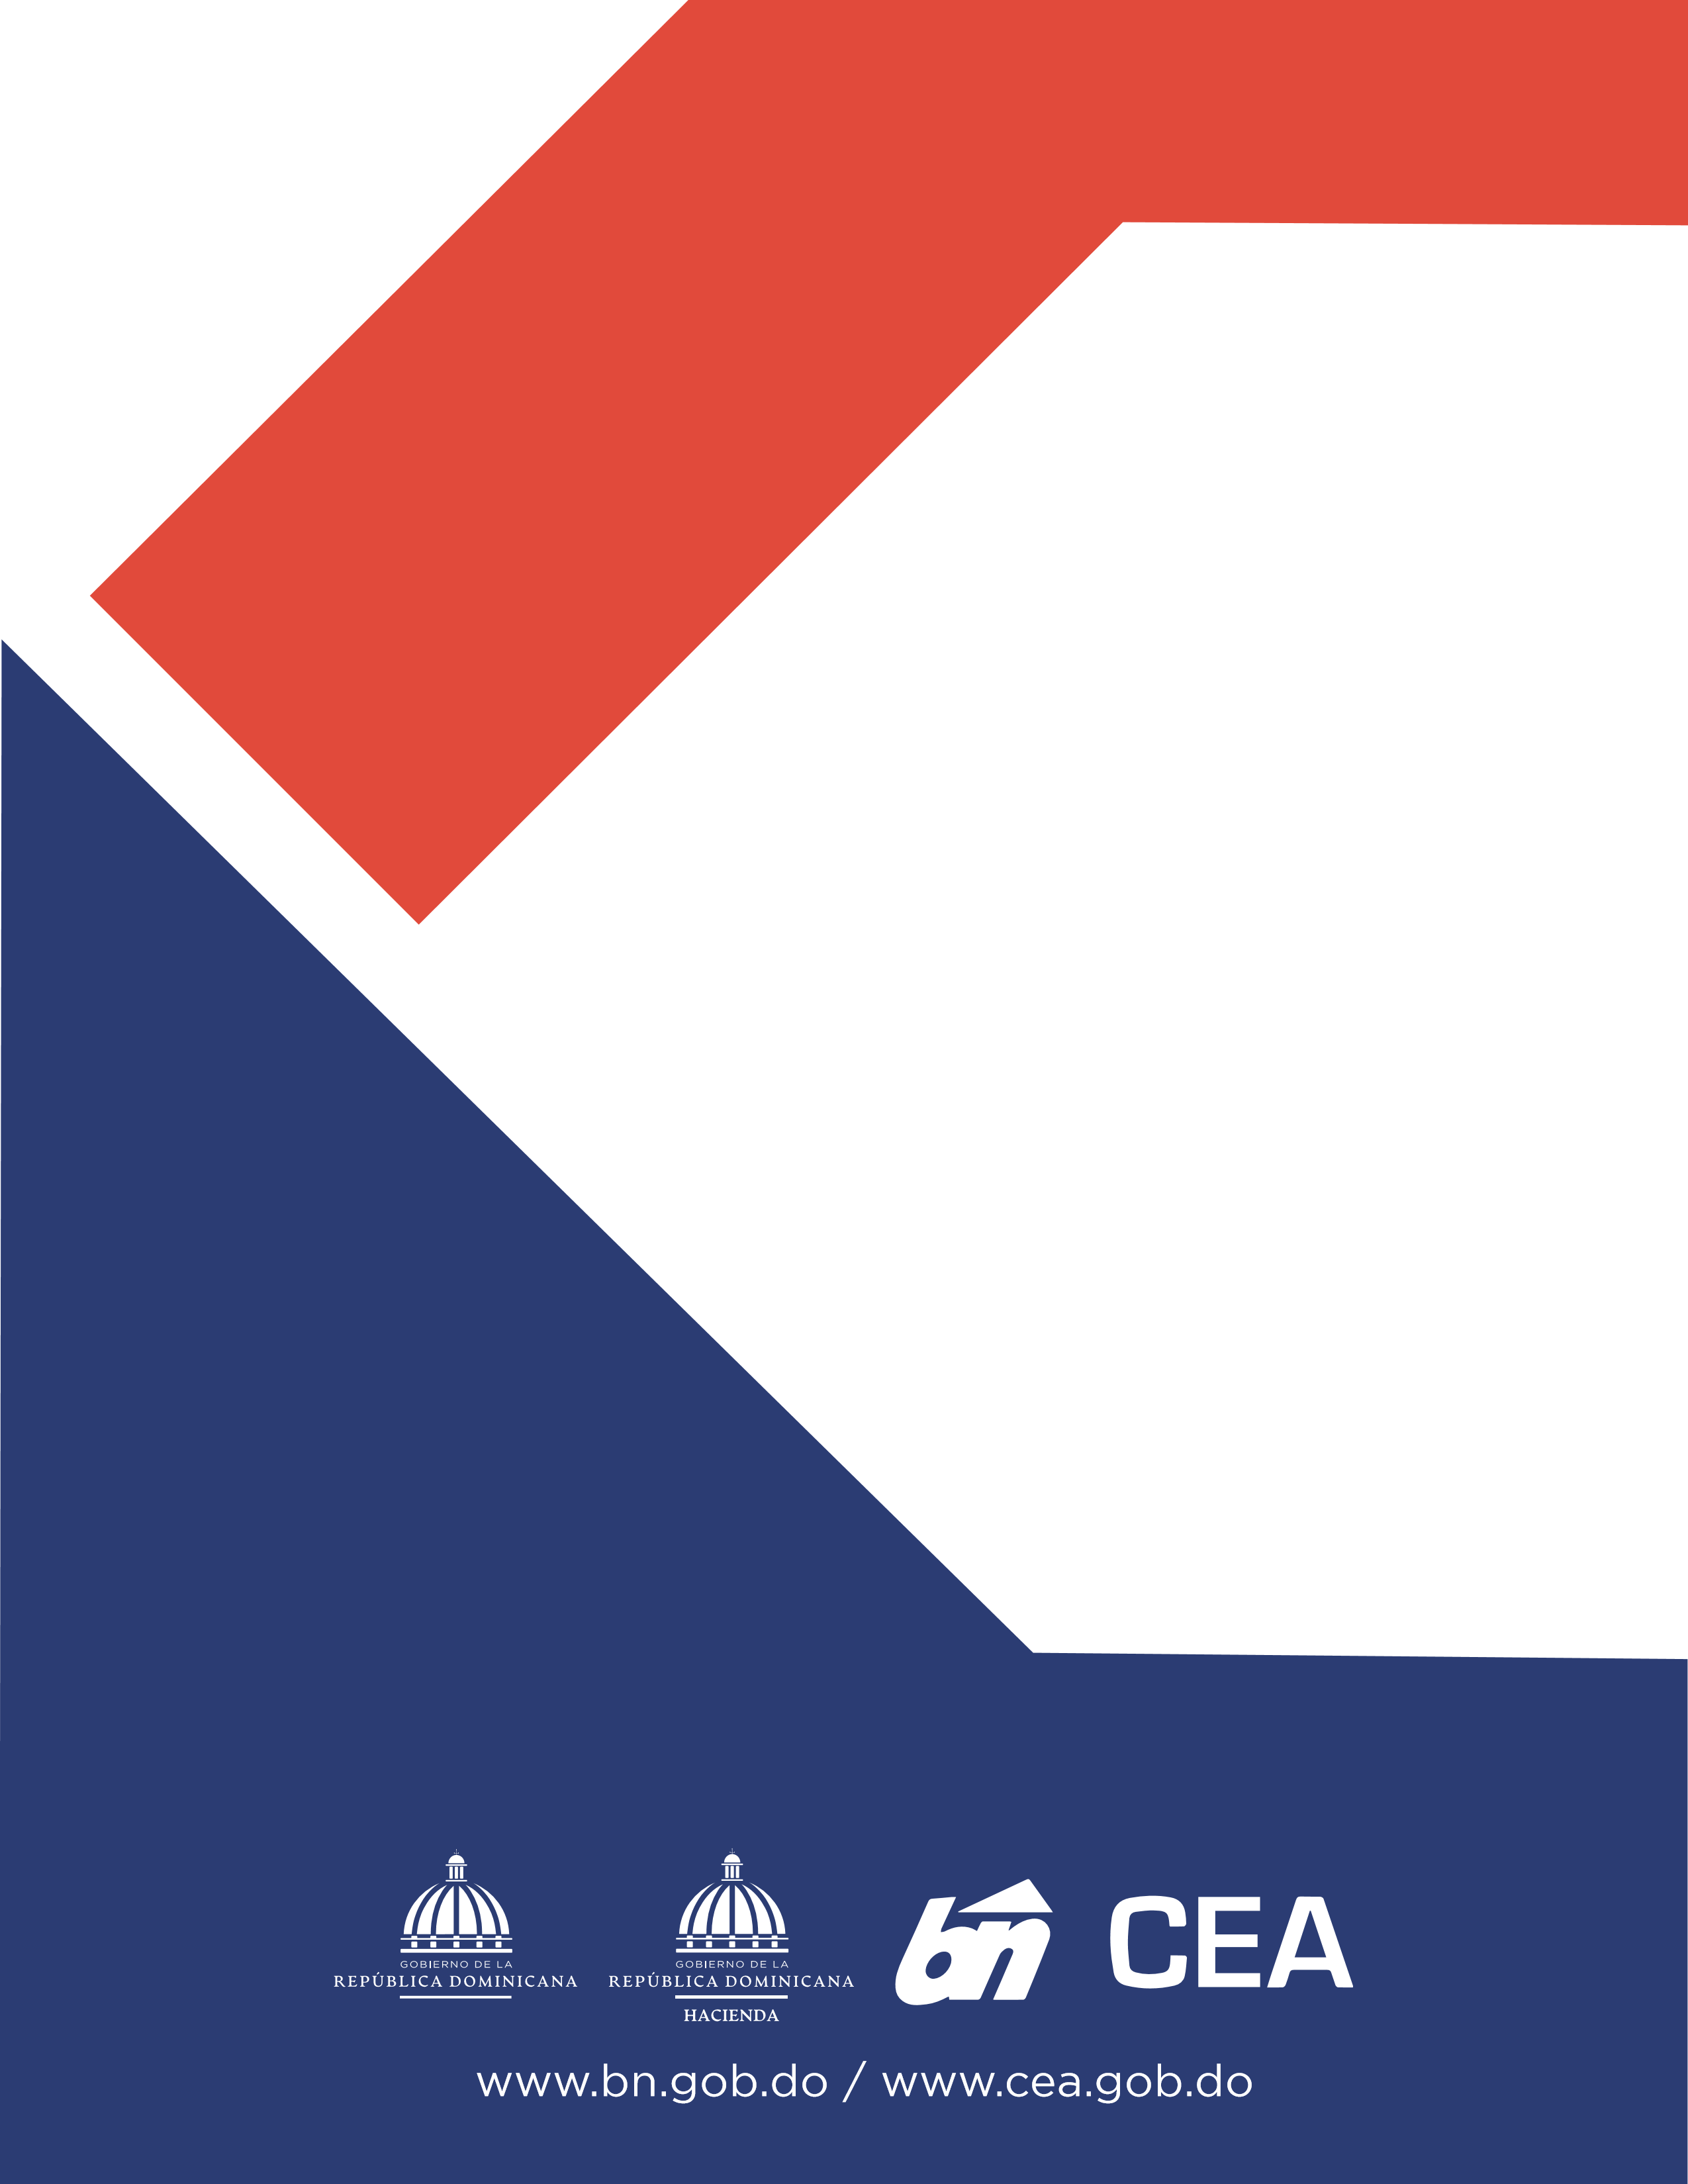 GOBIERNO DE LA
REPÚBLICA DOMINICANA
GOBIERNO DE LA
REPÚBLICA DOMINICANA
HACIENDA
bn
CEA
www.bn.gob.do / www.cea.gob.do